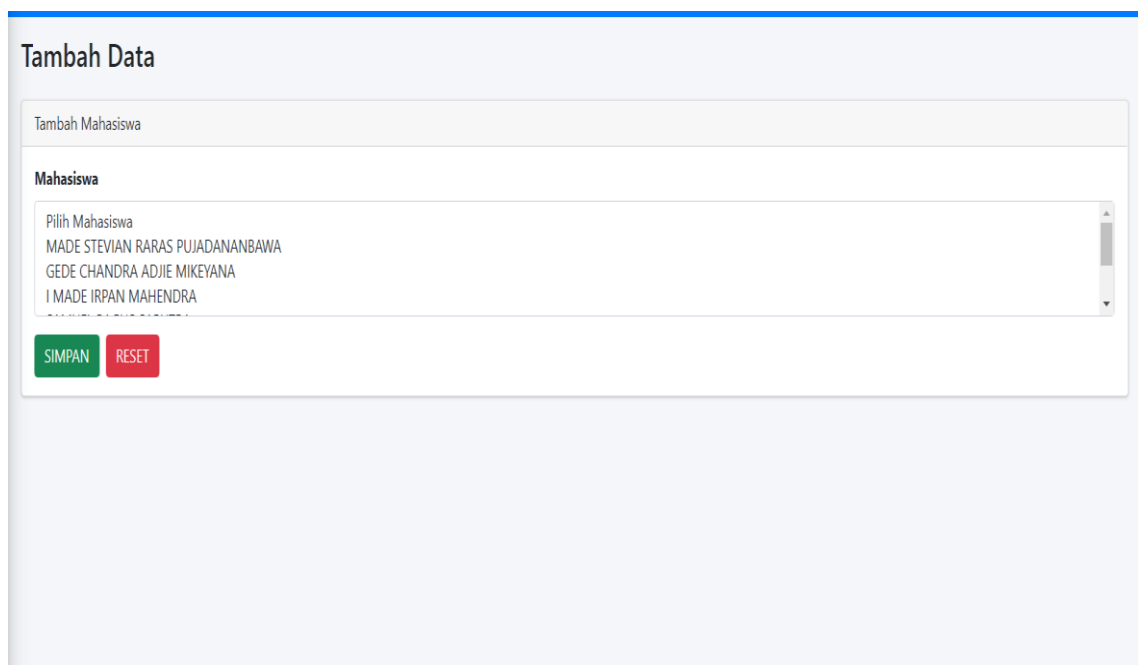 Tambah Data
Tambah Mahasiswa
Mahasiswa
Pilih Mahasiswa
MADE STEVIAN RARAS PUJADANANBAWA
GEDE CHANDRA ADJIE MIKEYANA
I MADE IRPAN MAHENDRA
SIMPAN RESET